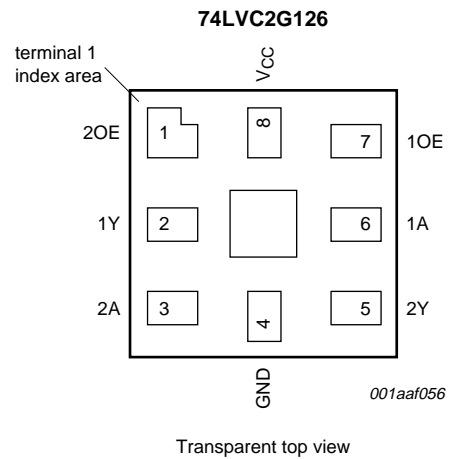 74LVC2G126
terminal 1
index area
VCC
2OE 1 8 7 1OE
1Y 2 6 1A
2A 3 4 5 2Y
GND
001aaf056
Transparent top view